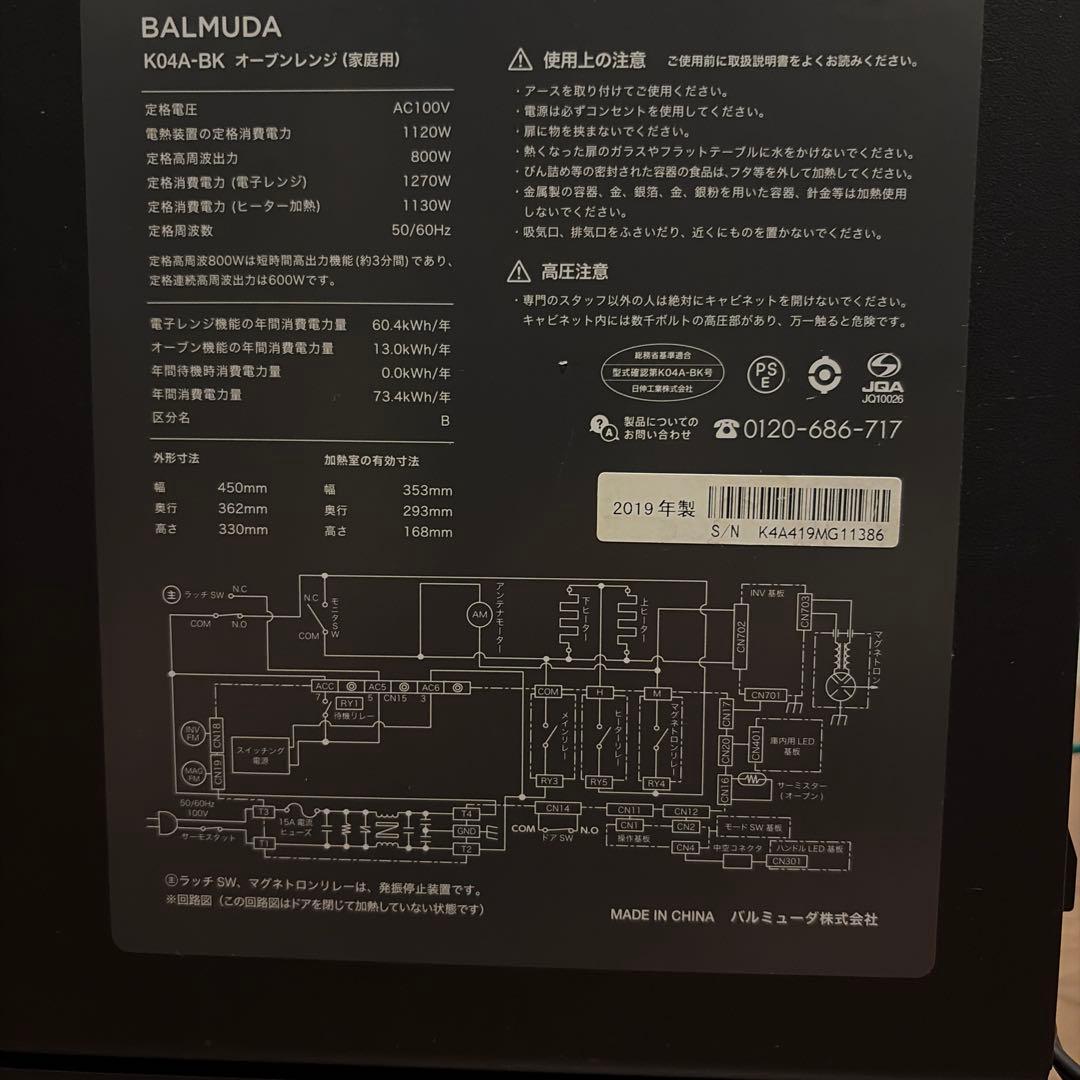 BALMUDA
K04A-BK オーブンレンジ (家庭用)
定格電圧 AC100V
電熱装置の定格消費電力 1120W
定格高周波出力 800W
定格消費電力 (電子レンジ) 1270W
定格消費電力 (ヒーター加熱) 1130W
定格周波数 50/60Hz
定格高周波800Wは短時間高出力機能 (約3分間) であり、
定格連続高周波出力は600Wです。
電子レンジ機能の年間消費電力量 60.4kWh/年
オーブン機能の年間消費電力量 13.0kWh/年
年間待機時消費電力量 0.0kWh/年
年間消費電力量 73.4kWh/年
区分名 B
外形寸法 加熱室の有効寸法
幅 450mm 幅 353mm
奥行 362mm 奥行 293mm
高さ 330mm 高さ 168mm
使用上の注意 ご使用前に取扱説明書をよくお読みください。
・アースを取り付けてご使用ください。
・電源は必ずコンセントを使用してください。
・扉に物を挟まないでください。
・熱くなった扉のガラスやフラットテーブルに水をかけないでください。
・びん詰め等の密封された容器の食品は、フタ等を外して加熱してください。
・金属製の容器、金、銀箔、金、銀粉を用いた容器、針金等は加熱使用
しないでください。
・吸気口、排気口をふさいだり、近くにものを置かないでください。
高圧注意
・専門のスタッフ以外の人は絶対にキャビネットを開けないでください。
キャビネット内には数千ボルトの高圧部があり、万一触ると危険です。
総務省基準適合
型式確認第K04A-BK号
日伸工業株式会社
PS
E
JQA
JQ10026
?
A
製品についての
お問い合わせ
0120-686-717
2019年製
S/N K4A419MG11386
主 ラッチSW
N.C
COM
N.O
N.C
モニタSW
COM
アンテナモーター
AM
下ヒーター
上ヒーター
INV 基板
CN703
CN702
マグネトロン
CN701
ACC
AC5
AC6
7
5
CN15
3
RY1
待機リレー
COM
H
M
メインリレー
ヒーターリレー
マグネトロンリレー
RY3
RY5
RY4
INV
FM
CN18
MAG
FM
CN19
スイッチング
電源
CN17
CN20
CN16
CN401
庫内用LED
基板
サーミスター
(オーブン)
50/60Hz
100V
サーモスタット
T3
T1
15A電流
ヒューズ
T4
GND
T2
CN14
COM
N.O
ドアSW
CN11
CN12
CN1
CN2
操作基板
CN4
モードSW基板
中空コネクタ
ハンドルLED基板
CN301
主ラッチSW、マグネトロンリレーは、発振停止装置です。
※回路図 (この回路図はドアを閉じて加熱していない状態です)
MADE IN CHINA バルミューダ株式会社